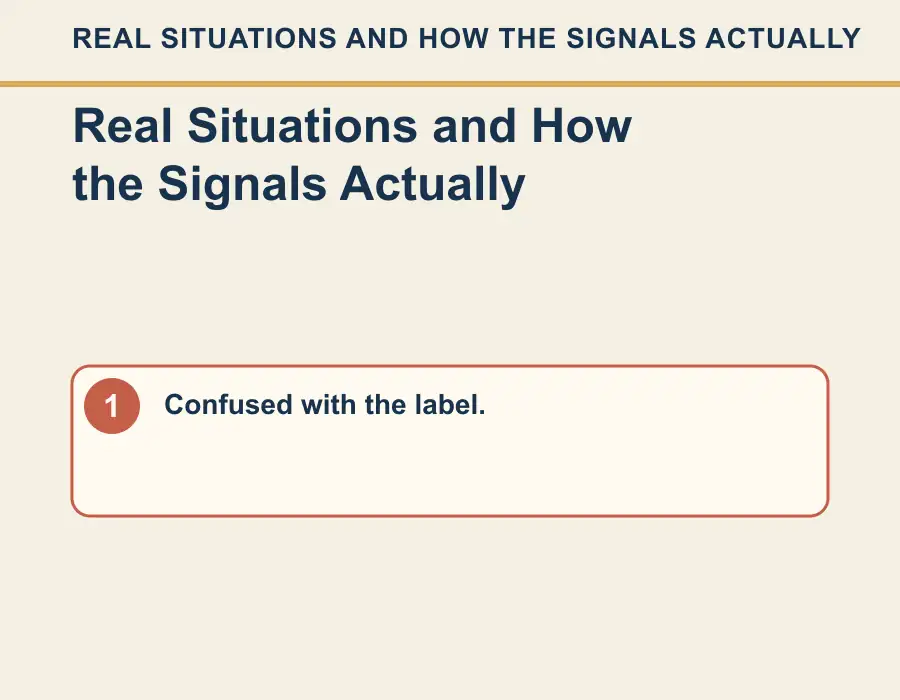 REAL SITUATIONS AND HOW THE SIGNALS ACTUALLY
Real Situations and How
the Signals Actually
1 Confused with the label.